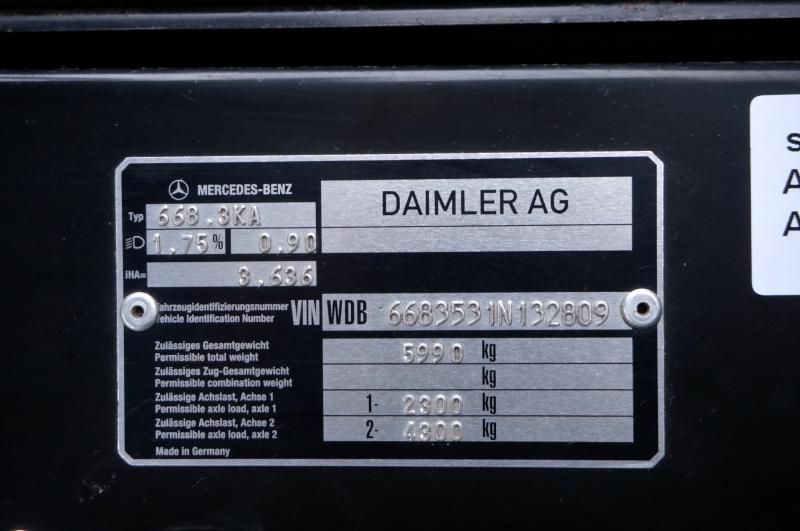 MERCEDES-BENZ
DAIMLER AG
Typ 668.3KA
1,75% 0.90
iHA= 3,636
Fahrzeugidentifizierungsnummer
Vehicle Identification Number
VIN WDB 6683531N132809
Zulässiges Gesamtgewicht
Permissible total weight
5990 kg
Zulässiges Zug-Gesamtgewicht
Permissible combination weight
kg
Zulässige Achslast, Achse 1
Permissible axle load, axle 1
1- 2300 kg
Zulässige Achslast, Achse 2
Permissible axle load, axle 2
2- 4300 kg
Made in Germany
s
A
A